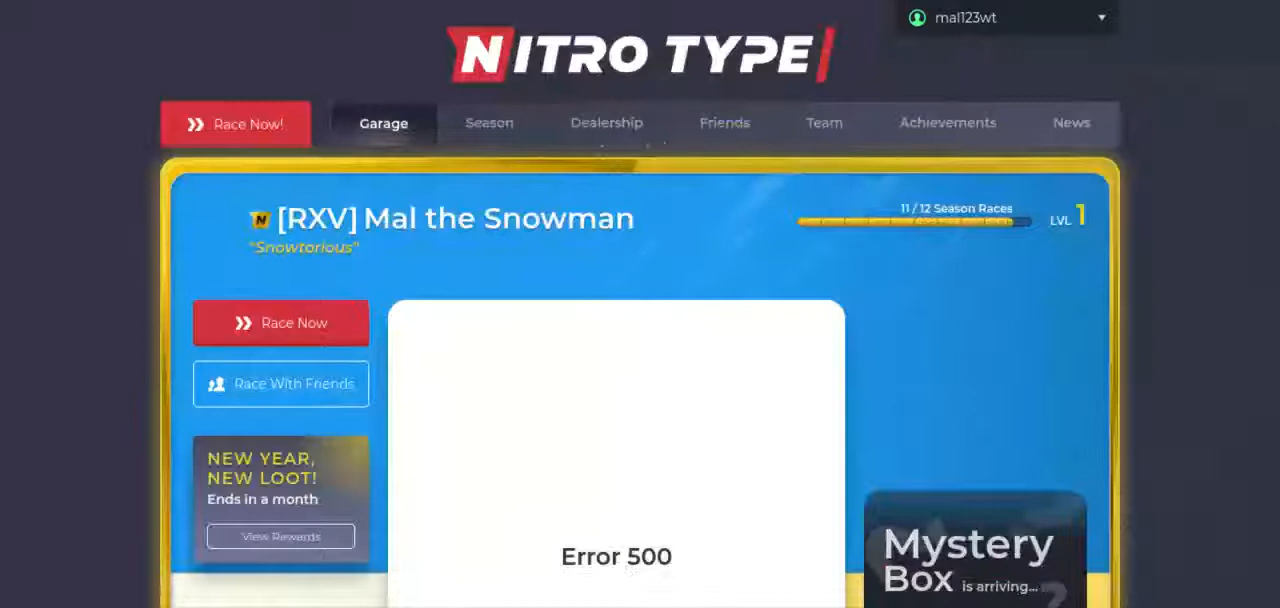 mal123wt
NITRO TYPE
Race Now!
Garage
Season
Dealership
Friends
Team
Achievements
News
[RXV] Mal the Snowman
"Snowtorious"
11 / 12 Season Races
LVL 1
Race Now
Race With Friends
NEW YEAR,
NEW LOOT!
Ends in a month
View Rewards
Error 500
Mystery
Box is arriving...
?